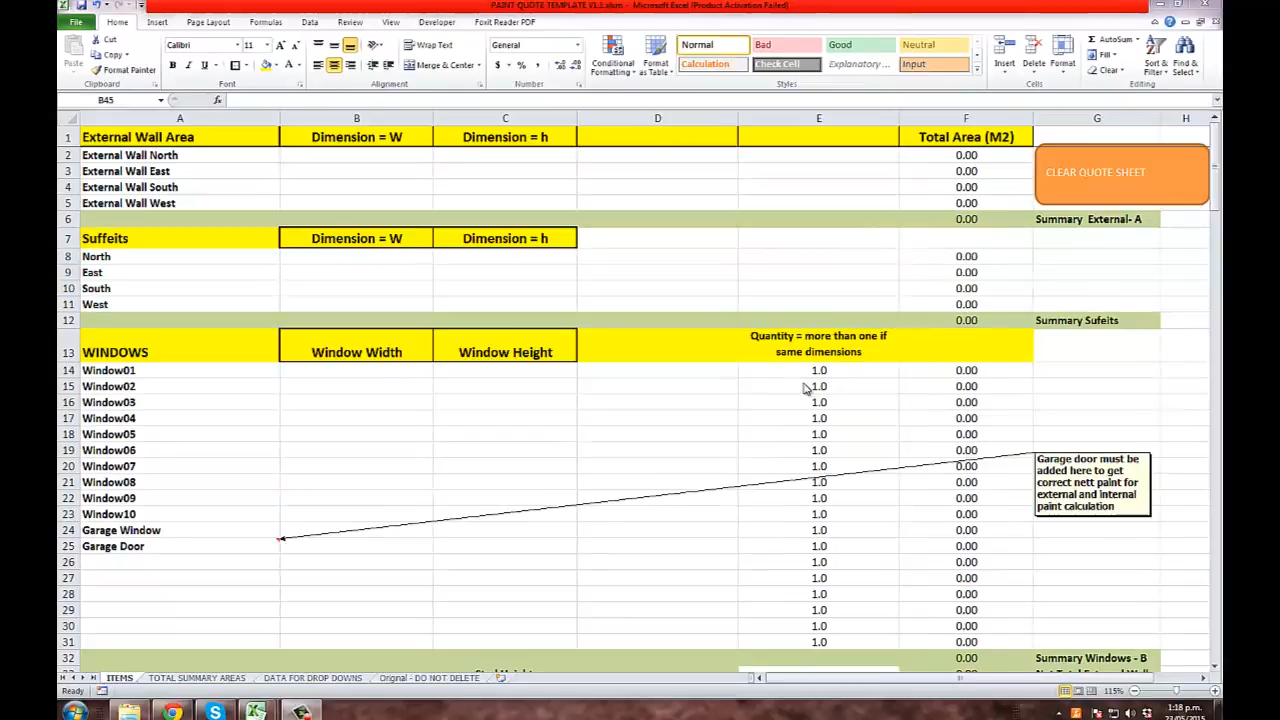 PAINT QUOTE TEMPLATE V1.1.xlsm - Microsoft Excel (Product Activation Failed)
File Home Insert Page Layout Formulas Data Review View Developer Foxit Reader PDF
Paste Cut
Copy
Format Painter
Clipboard
Calibri 11 A A
B I U A
Font
Wrap Text
Merge & Center
Alignment
General
$ % ,
Number
Conditional Formatting
Format as Table
Normal Bad Good Neutral
Calculation Check Cell Explanatory ... Input
Styles
Insert Delete Format
Cells
AutoSum
Fill
Clear
Sort & Filter
Find & Select
Editing
B45 fx
A B C D E F G H
1 External Wall Area Dimension = W Dimension = h Total Area (M2)
2 External Wall North 0.00
CLEAR QUOTE SHEET
3 External Wall East 0.00
4 External Wall South 0.00
5 External Wall West 0.00
6 0.00 Summary External- A
7 Suffeits Dimension = W Dimension = h
8 North 0.00
9 East 0.00
10 South 0.00
11 West 0.00
12 0.00 Summary Sufeits
13 WINDOWS Window Width Window Height Quantity = more than one if same dimensions
14 Window01 1.0 0.00
15 Window02 1.0 0.00
16 Window03 1.0 0.00
17 Window04 1.0 0.00
18 Window05 1.0 0.00
19 Window06 1.0 0.00
20 Window07 1.0 0.00
21 Window08 1.0 0.00
22 Window09 1.0 0.00
23 Window10 1.0 0.00
24 Garage Window 1.0 0.00
25 Garage Door 1.0 0.00
26 1.0 0.00
27 1.0 0.00
28 1.0 0.00
29 1.0 0.00
30 1.0 0.00
31 1.0 0.00
Garage door must be
added here to get
correct nett paint for
external and internal
paint calculation
32 0.00 Summary Windows - B
ITEMS TOTAL SUMMARY AREAS DATA FOR DROP DOWNS Orignal - DO NOT DELETE
Ready 115%
1:18 p.m.
23/05/2015